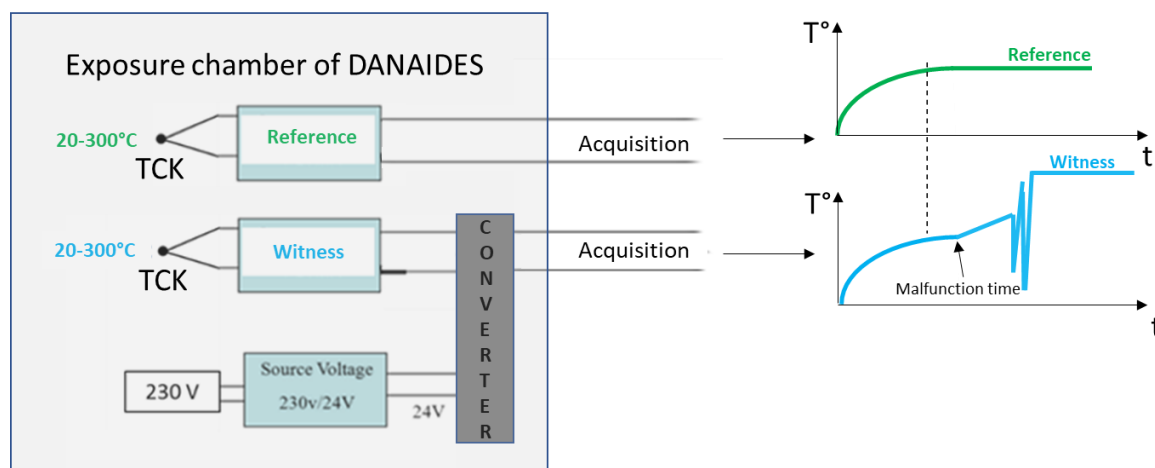 Exposure chamber of DANAIDES
20-300°C
TCK
Reference
Acquisition
T°
Reference
t
20-300°C
TCK
Witness
CONVERTER
Acquisition
T°
Witness
Malfunction time
t
230 V
Source Voltage
230v/24V
24V